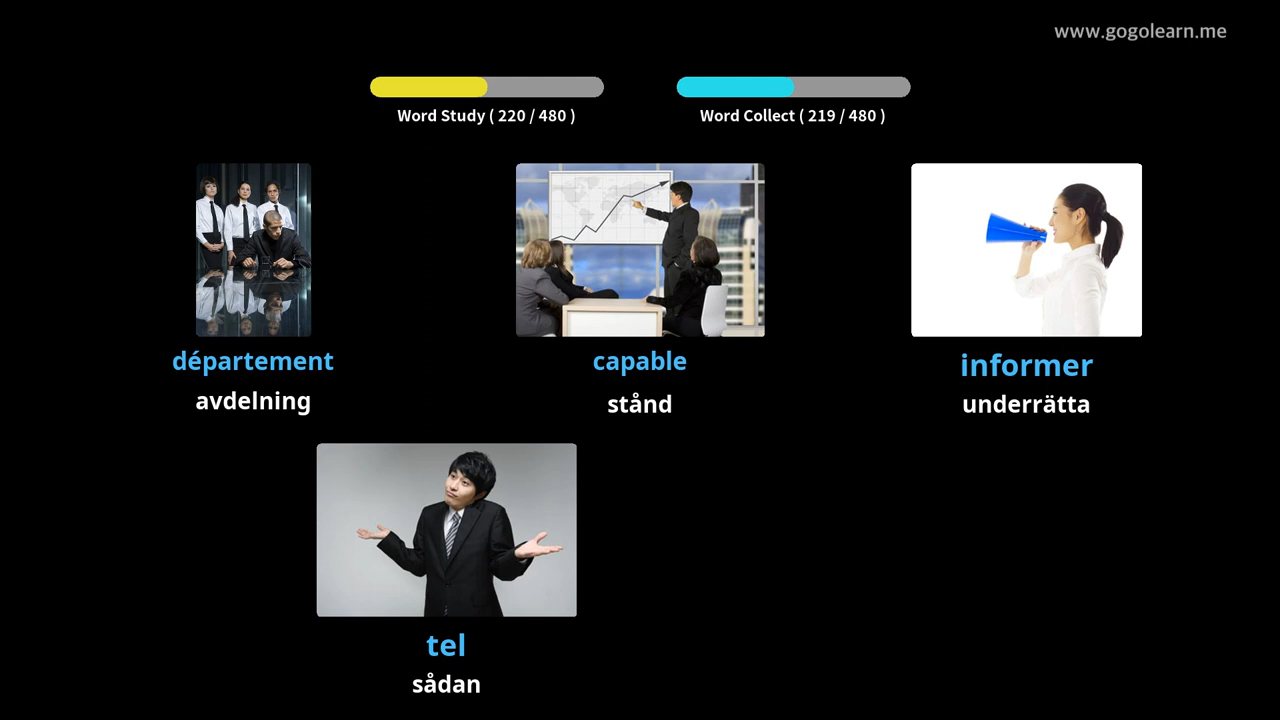 www.gogolearn.me
Word Study ( 220 / 480 )
Word Collect ( 219 / 480 )
département
capable
informer
avdelning
stånd
underrätta
tel
sådan